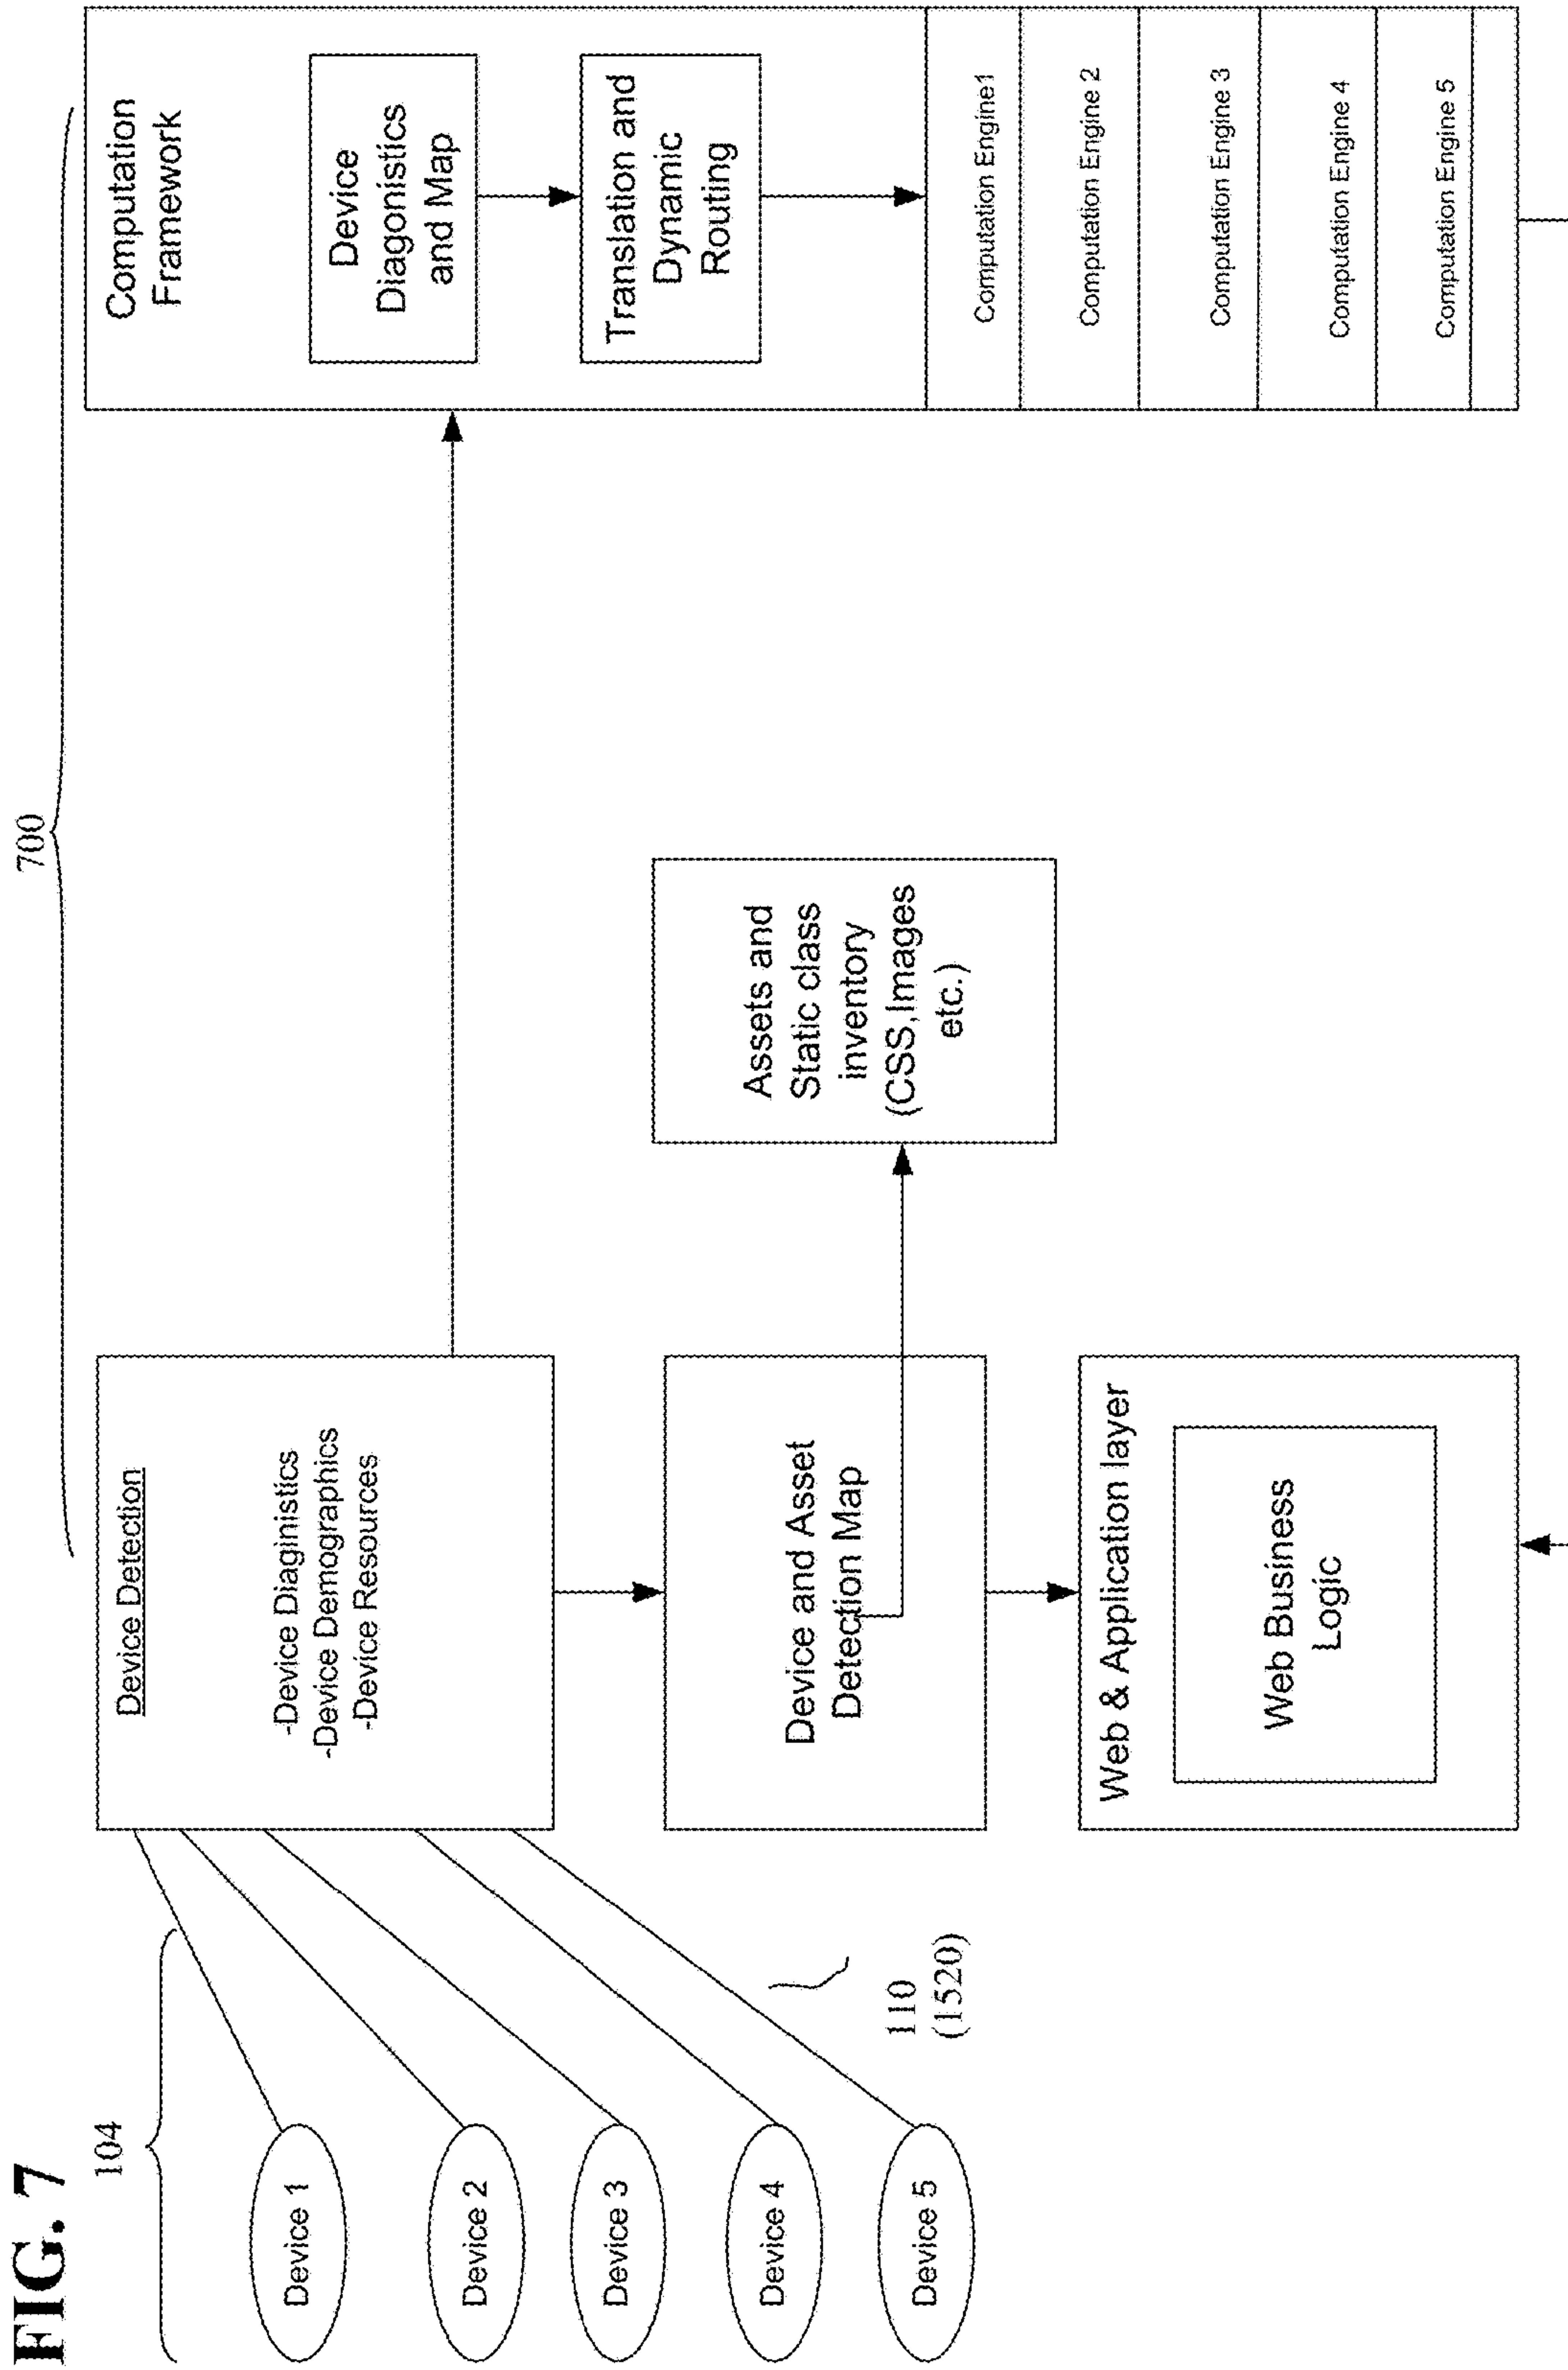 FIG. 7
104
700
Device 1
Device 2
Device 3
Device 4
Device 5
110
(1520)
Device Detection
-Device Diaginistics
-Device Demographics
-Device Resources
Device and Asset
Detection Map
Web & Application layer
Web Business
Logic
Assets and
Static class
inventory
(CSS,Images
etc.)
Computation
Framework
Device
Diagonistics
and Map
Translation and
Dynamic
Routing
Computation Engine1
Computation Engine 2
Computation Engine 3
Computation Engine 4
Computation Engine 5